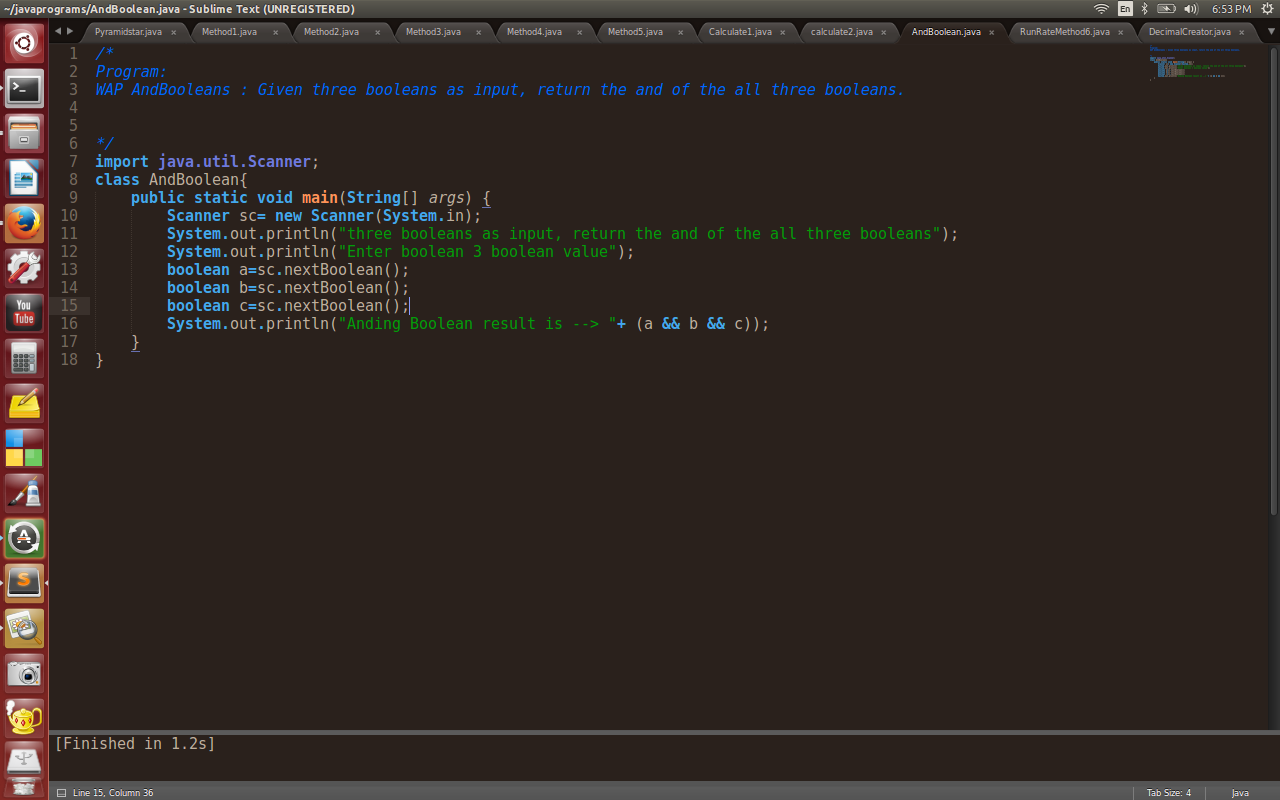 ~/javaprograms/AndBoolean.java - Sublime Text (UNREGISTERED)
En
6:53 PM
Pyramidstar.java
Method1.java
Method2.java
Method3.java
Method4.java
Method5.java
Calculate1.java
calculate2.java
AndBoolean.java
RunRateMethod6.java
DecimalCreator.java
1 /*
2 Program:
3 WAP AndBooleans : Given three booleans as input, return the and of the all three booleans.
4
5
6 */
7 import java.util.Scanner;
8 class AndBoolean{
9     public static void main(String[] args) {
10         Scanner sc= new Scanner(System.in);
11         System.out.println("three booleans as input, return the and of the all three booleans");
12         System.out.println("Enter boolean 3 boolean value");
13         boolean a=sc.nextBoolean();
14         boolean b=sc.nextBoolean();
15         boolean c=sc.nextBoolean();
16         System.out.println("Anding Boolean result is --> "+ (a && b && c));
17     }
18 }
You
Tube
A
S
[Finished in 1.2s]
Line 15, Column 36
Tab Size: 4
Java